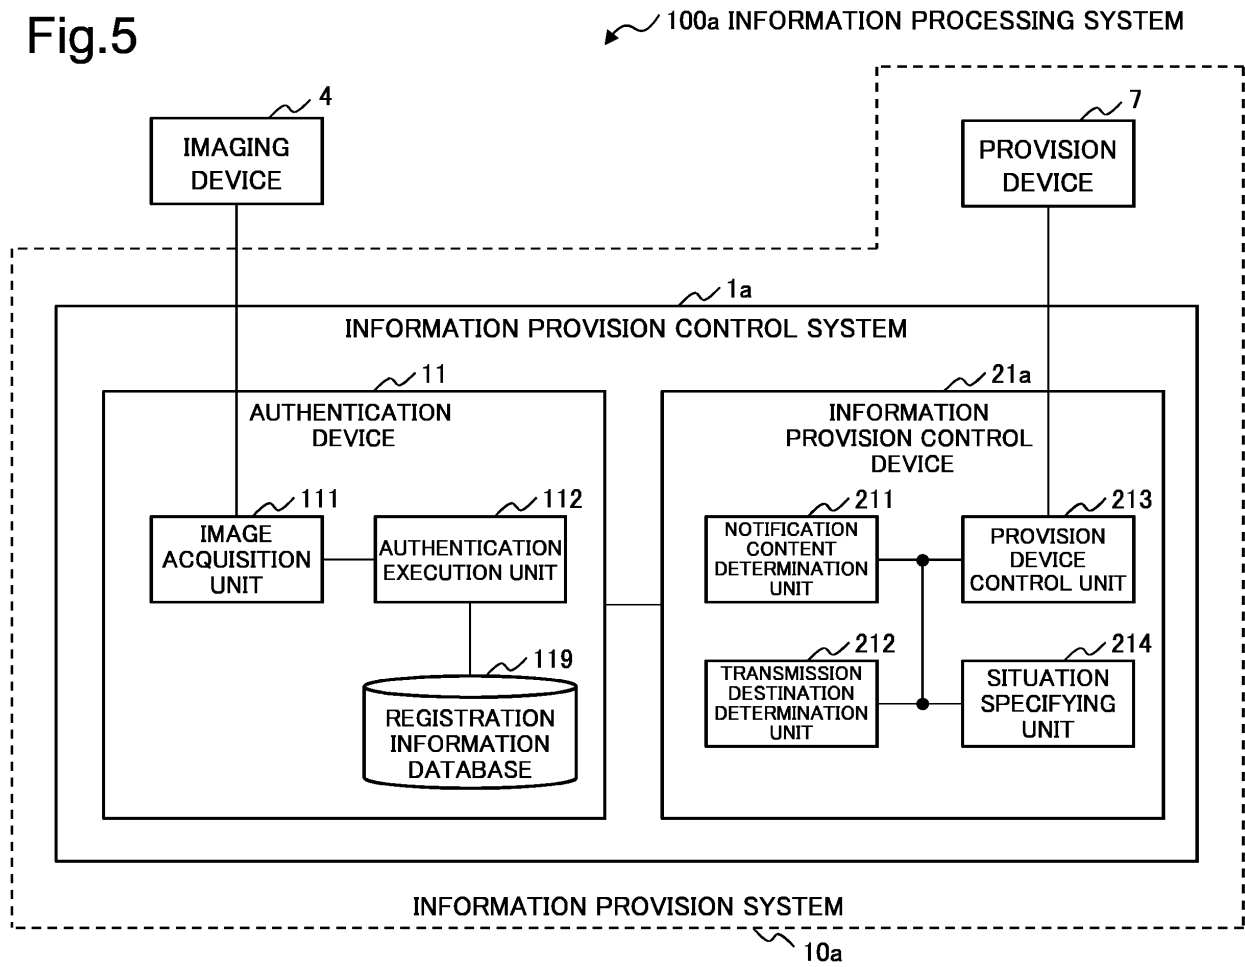 Fig.5
100a INFORMATION PROCESSING SYSTEM
4
IMAGING
DEVICE
7
PROVISION
DEVICE
1a
INFORMATION PROVISION CONTROL SYSTEM
11
AUTHENTICATION
DEVICE
111
IMAGE
ACQUISITION
UNIT
112
AUTHENTICATION
EXECUTION UNIT
119
REGISTRATION
INFORMATION
DATABASE
21a
INFORMATION
PROVISION CONTROL
DEVICE
211
NOTIFICATION
CONTENT
DETERMINATION
UNIT
213
PROVISION
DEVICE
CONTROL UNIT
212
TRANSMISSION
DESTINATION
DETERMINATION
UNIT
214
SITUATION
SPECIFYING
UNIT
INFORMATION PROVISION SYSTEM
10a